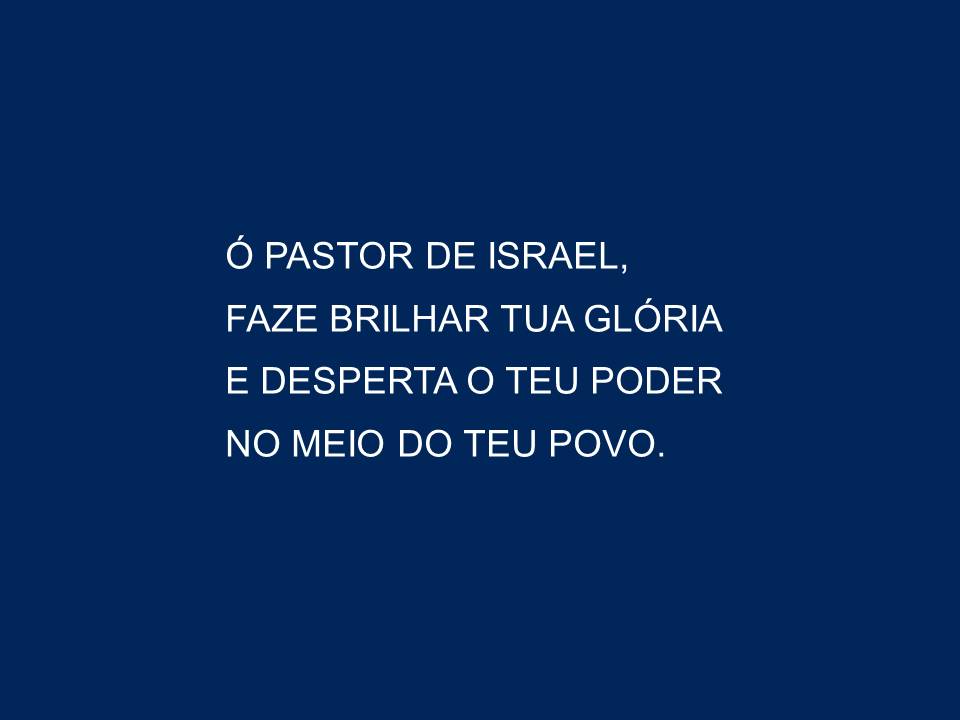 Ó PASTOR DE ISRAEL,
FAZE BRILHAR TUA GLÓRIA
E DESPERTA O TEU PODER
NO MEIO DO TEU POVO.